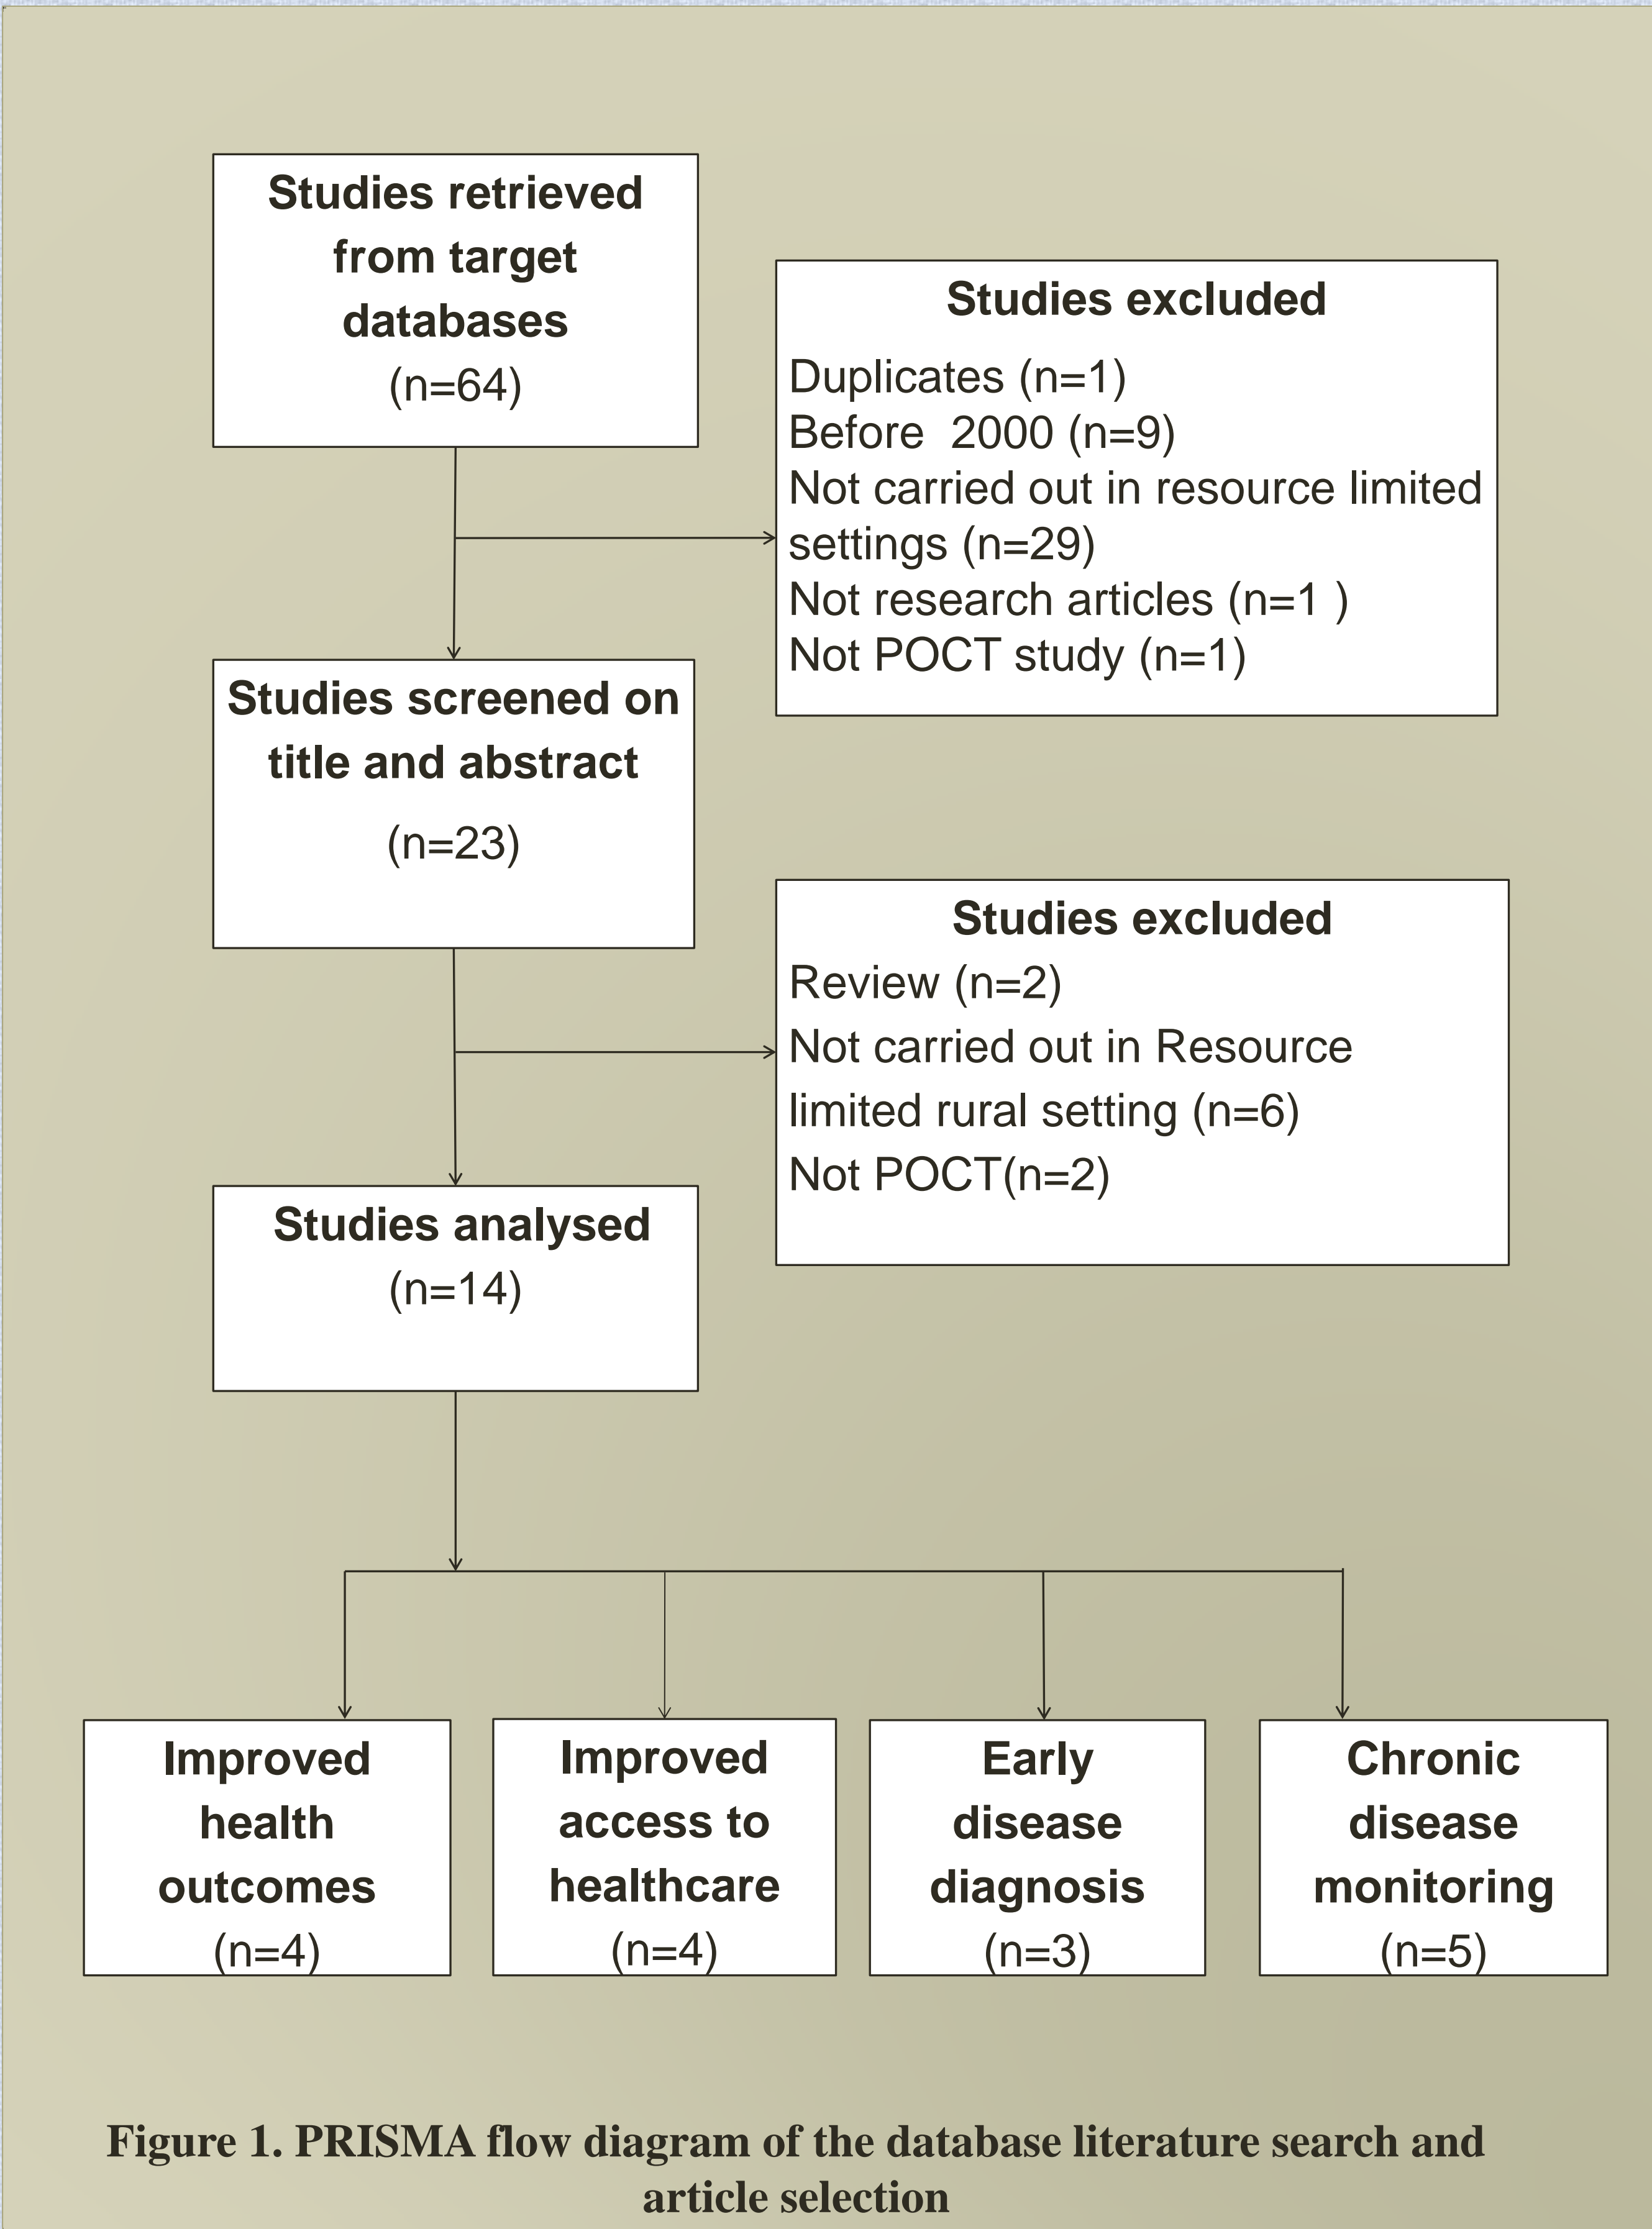 Studies retrieved
from target
databases
(n=64)
Studies excluded
Duplicates (n=1)
Before  2000 (n=9)
Not carried out in resource limited
settings (n=29)
Not research articles (n=1 )
Not POCT study (n=1)
Studies screened on
title and abstract
(n=23)
Studies excluded
Review (n=2)
Not carried out in Resource
limited rural setting (n=6)
Not POCT(n=2)
Studies analysed
(n=14)
Improved
health
outcomes
(n=4)
Improved
access to
healthcare
(n=4)
Early
disease
diagnosis
(n=3)
Chronic
disease
monitoring
(n=5)
Figure 1. PRISMA flow diagram of the database literature search and
article selection